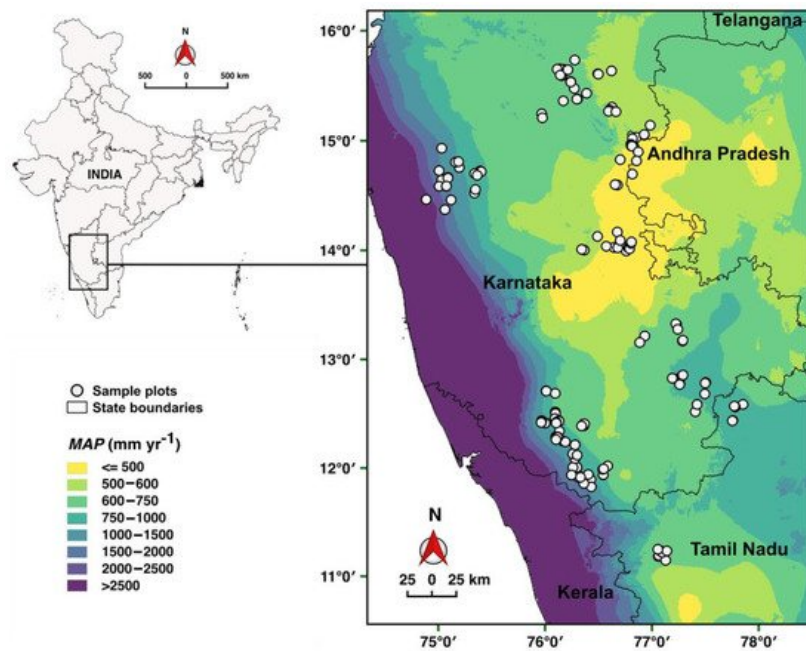 N
500 0 500 km
INDIA
Sample plots
State boundaries
MAP (mm yr-1)
<= 500
500–600
600–750
750–1000
1000–1500
1500–2000
2000–2500
>2500
16°0′
15°0′
14°0′
13°0′
12°0′
11°0′
Telangana
Andhra Pradesh
Karnataka
Tamil Nadu
Kerala
N
25 0 25 km
75°0′ 76°0′ 77°0′ 78°0′